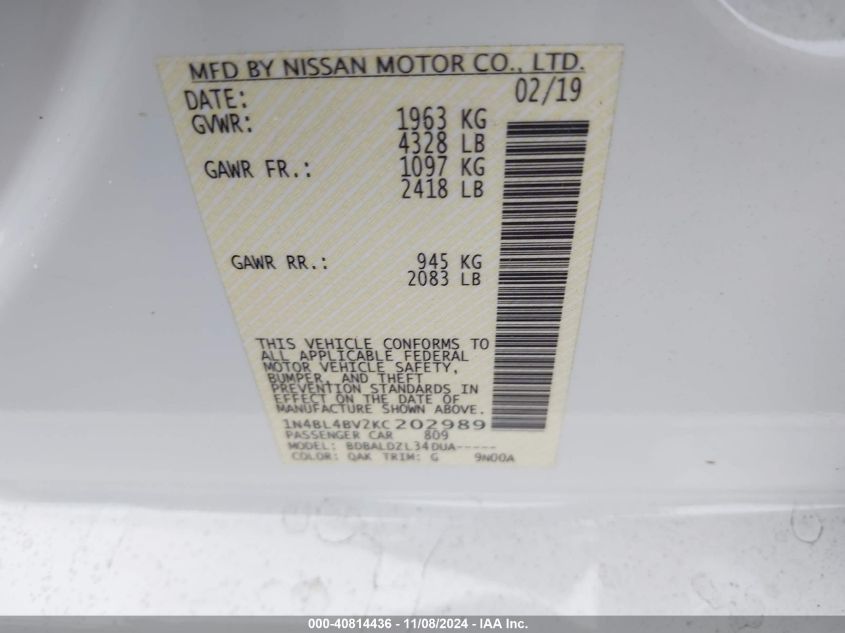 MFD BY NISSAN MOTOR CO., LTD.
DATE: 02/19
GVWR: 1963 KG
4328 LB
GAWR FR.: 1097 KG
2418 LB
GAWR RR.: 945 KG
2083 LB
THIS VEHICLE CONFORMS TO
ALL APPLICABLE FEDERAL
MOTOR VEHICLE SAFETY,
BUMPER, AND THEFT
PREVENTION STANDARDS IN
EFFECT ON THE DATE OF
MANUFACTURE SHOWN ABOVE.
1N4BL4BV2KC202989
PASSENGER CAR 809
MODEL: BDBALDZL34DUA-----
COLOR: QAK TRIM: G 9N00A
000-40814436 - 11/08/2024 - IAA Inc.